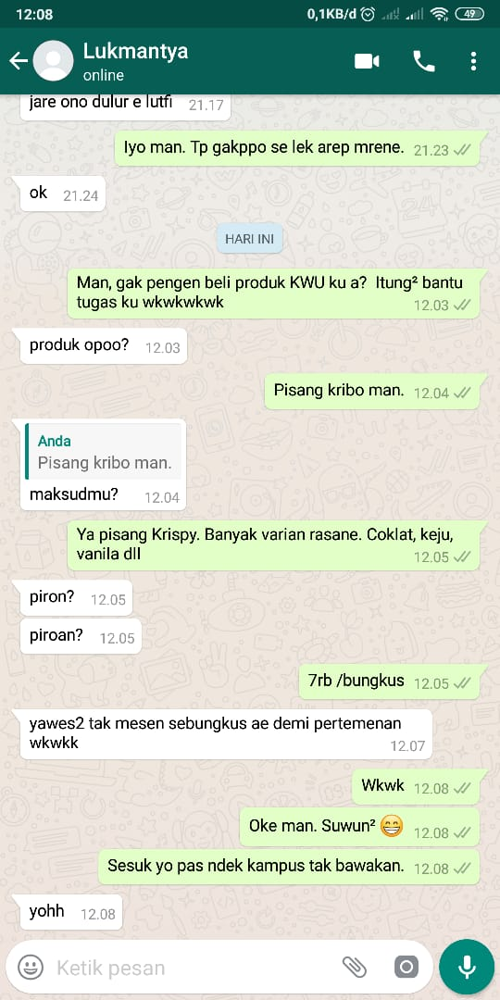 12:08
0,1KB/d
49
Lukmantya
online
jare ono dulur e lutfi 21.17
Iyo man. Tp gakppo se lek arep mrene. 21.23
ok 21.24
HARI INI
Man, gak pengen beli produk KWU ku a? Itung² bantu
tugas ku wkwkwkwk 12.03
produk opoo? 12.03
Pisang kribo man. 12.04
Anda
Pisang kribo man.
maksudmu? 12.04
Ya pisang Krispy. Banyak varian rasane. Coklat, keju,
vanila dll 12.05
piron? 12.05
piroan? 12.05
7rb /bungkus 12.05
yawes2 tak mesen sebungkus ae demi pertemenan
wkwkk 12.07
Wkwk 12.08
Oke man. Suwun² 😁 12.08
Sesuk yo pas ndek kampus tak bawakan. 12.08
yohh 12.08
Ketik pesan